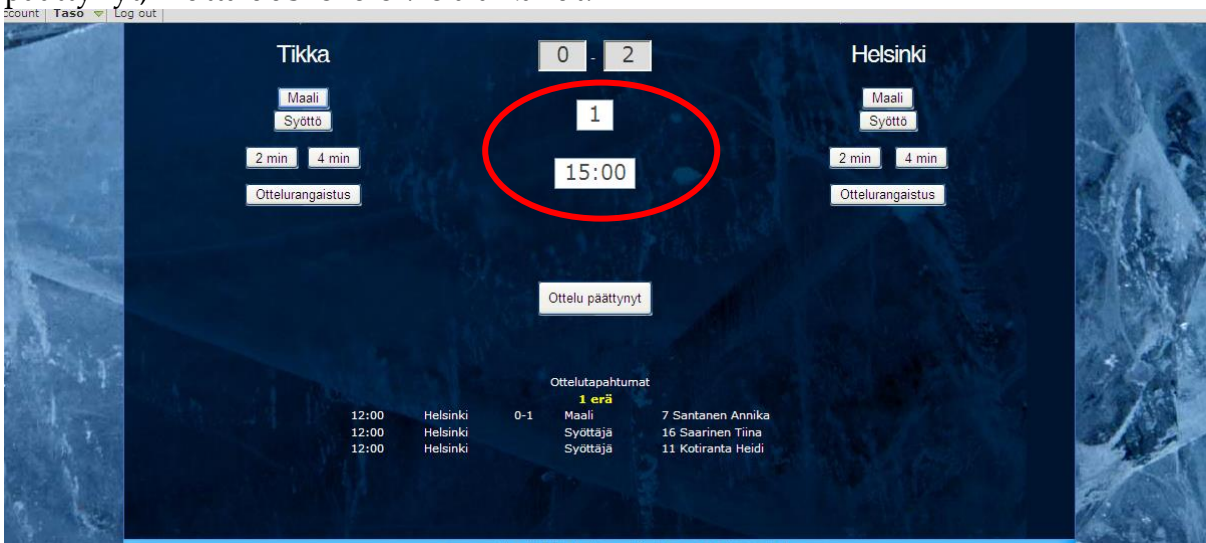 Account Taso Log out
Tikka 0 - 2 Helsinki
Maali 1 Maali
Syöttö Syöttö
2 min 4 min 15:00 2 min 4 min
Ottelurangaistus Ottelurangaistus
Ottelu päättynyt
Ottelutapahtumat
1 erä
12:00 Helsinki 0-1 Maali 7 Santanen Annika
12:00 Helsinki Syöttäjä 16 Saarinen Tiina
12:00 Helsinki Syöttäjä 11 Kotiranta Heidi